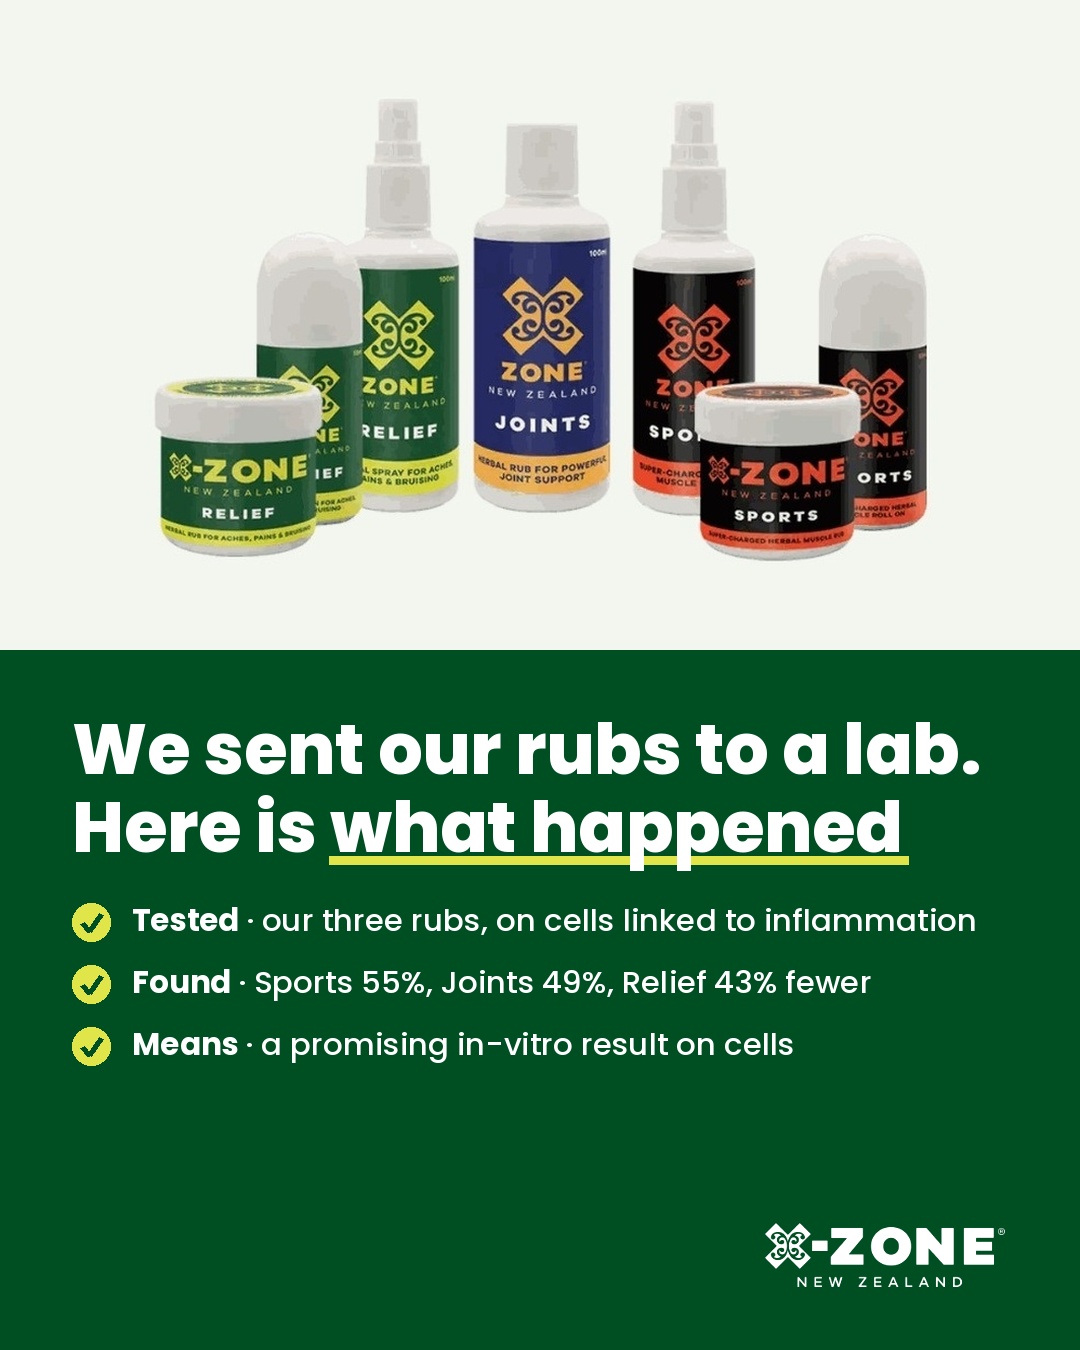 100ml
ZONE
NEW ZEALAND
JOINTS
HERBAL RUB FOR POWERFUL
JOINT SUPPORT
100ml
ZONE
NEW ZEALAND
RELIEF
SPRAY FOR ACHES,
& BRUISING
X-ZONE
NEW ZEALAND
RELIEF
HERBAL RUB FOR ACHES, PAINS & BRUISING
X-ZONE
NEW ZEALAND
SPORTS
SUPER-CHARGED HERBAL MUSCLE RUB
We sent our rubs to a lab.
Here is what happened
Tested · our three rubs, on cells linked to inflammation
Found · Sports 55%, Joints 49%, Relief 43% fewer
Means · a promising in-vitro result on cells
X-ZONE®
NEW ZEALAND